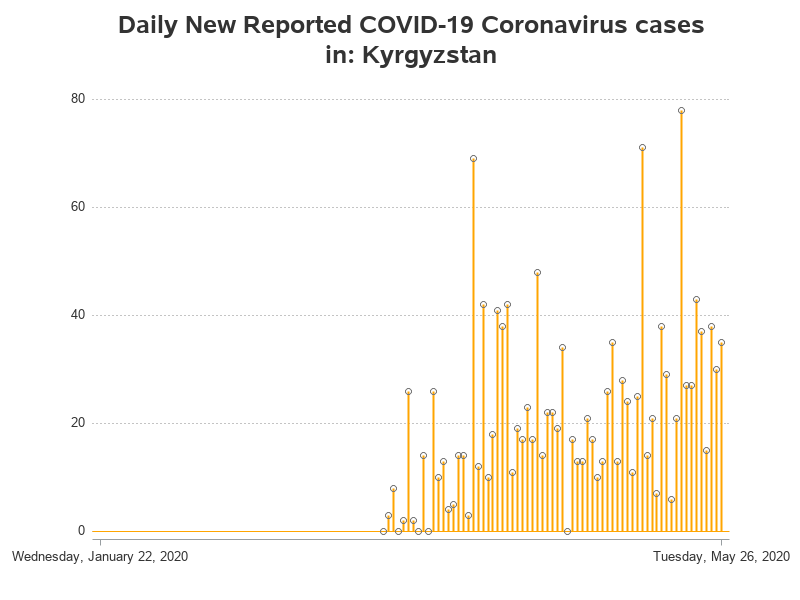 Daily New Reported COVID-19 Coronavirus cases
in: Kyrgyzstan
80
60
40
20
0
Wednesday, January 22, 2020
Tuesday, May 26, 2020